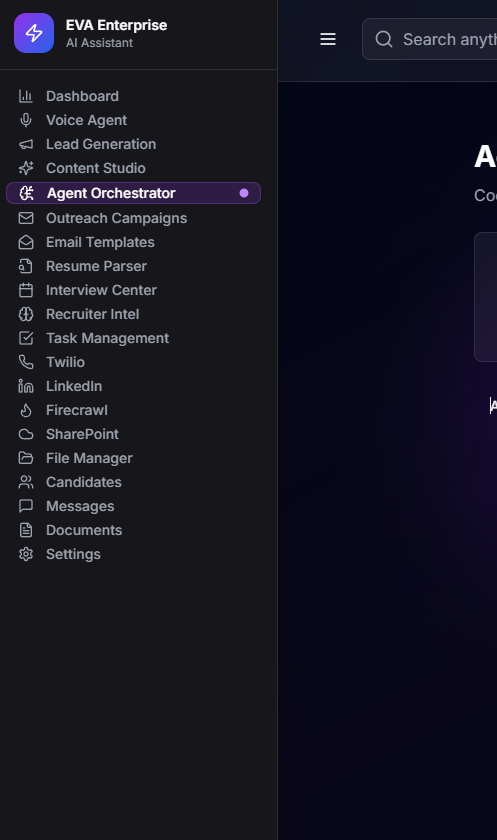 EVA Enterprise
AI Assistant
Search anyth
Dashboard
Voice Agent
Lead Generation
Content Studio
Agent Orchestrator
Outreach Campaigns
Email Templates
Resume Parser
Interview Center
Recruiter Intel
Task Management
Twilio
LinkedIn
Firecrawl
SharePoint
File Manager
Candidates
Messages
Documents
Settings